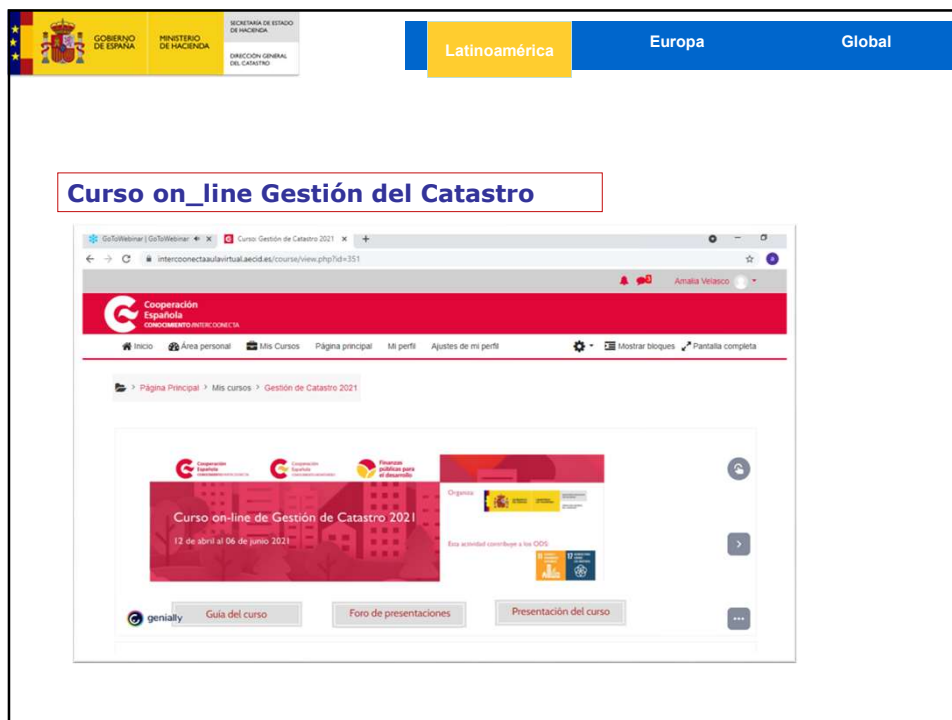 GOBIERNO
DE ESPAÑA
MINISTERIO
DE HACIENDA
SECRETARÍA DE ESTADO
DE HACIENDA
DIRECCIÓN GENERAL
DEL CATASTRO
Latinoamérica
Europa
Global
Curso on_line Gestión del Catastro
GoToWebinar | GoToWebinar
Curso: Gestión de Catastro 2021
interconectaaulavirtual.aecid.es/course/view.php?id=351
Amalia Velasco
Cooperación
Española
CONOCIMIENTO/INTERCOONECTA
Inicio
Área personal
Mis Cursos
Página principal
Mi perfil
Ajustes de mi perfil
Mostrar bloques
Pantalla completa
Página Principal > Mis cursos > Gestión de Catastro 2021
Cooperación
Española
Cooperación
Española
Finanzas
públicas para
el desarrollo
Curso on-line de Gestión de Catastro 2021
12 de abril al 06 de junio 2021
Organiza
Esta actividad contribuye a los ODS:
11
17
genially
Guía del curso
Foro de presentaciones
Presentación del curso